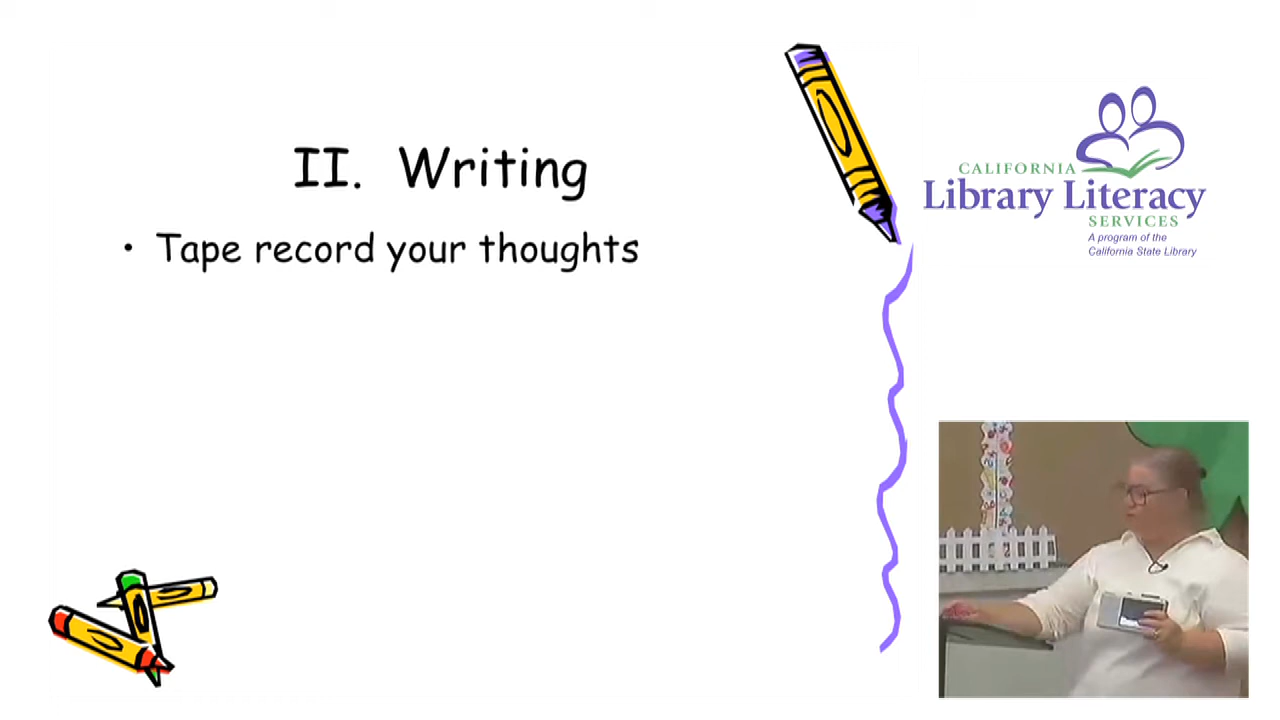 II. Writing
• Tape record your thoughts
CALIFORNIA
Library Literacy
SERVICES
A program of the
California State Library